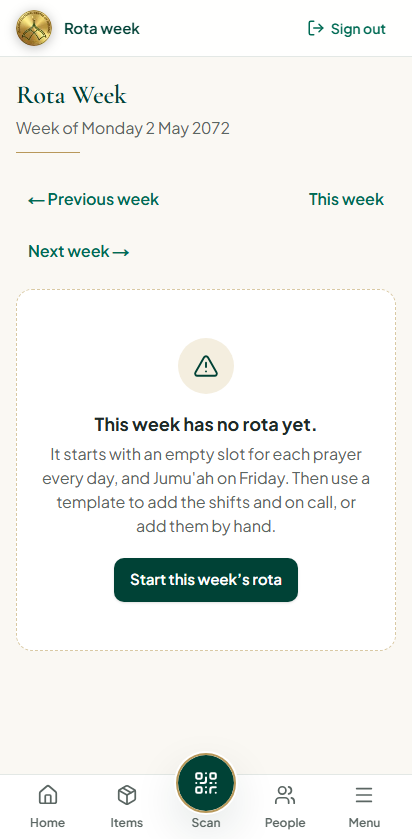 Rota week
Sign out
Rota Week
Week of Monday 2 May 2072
← Previous week
This week
Next week →
This week has no rota yet.
It starts with an empty slot for each prayer
every day, and Jumu'ah on Friday. Then use a
template to add the shifts and on call, or
add them by hand.
Start this week's rota
Home
Items
Scan
People
Menu